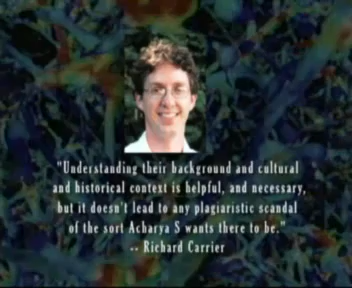 "Understanding their background and cultural
and historical context is helpful, and necessary,
but it doesn't lead to any plagiaristic scandal
of the sort Acharya S wants there to be."
-- Richard Carrier